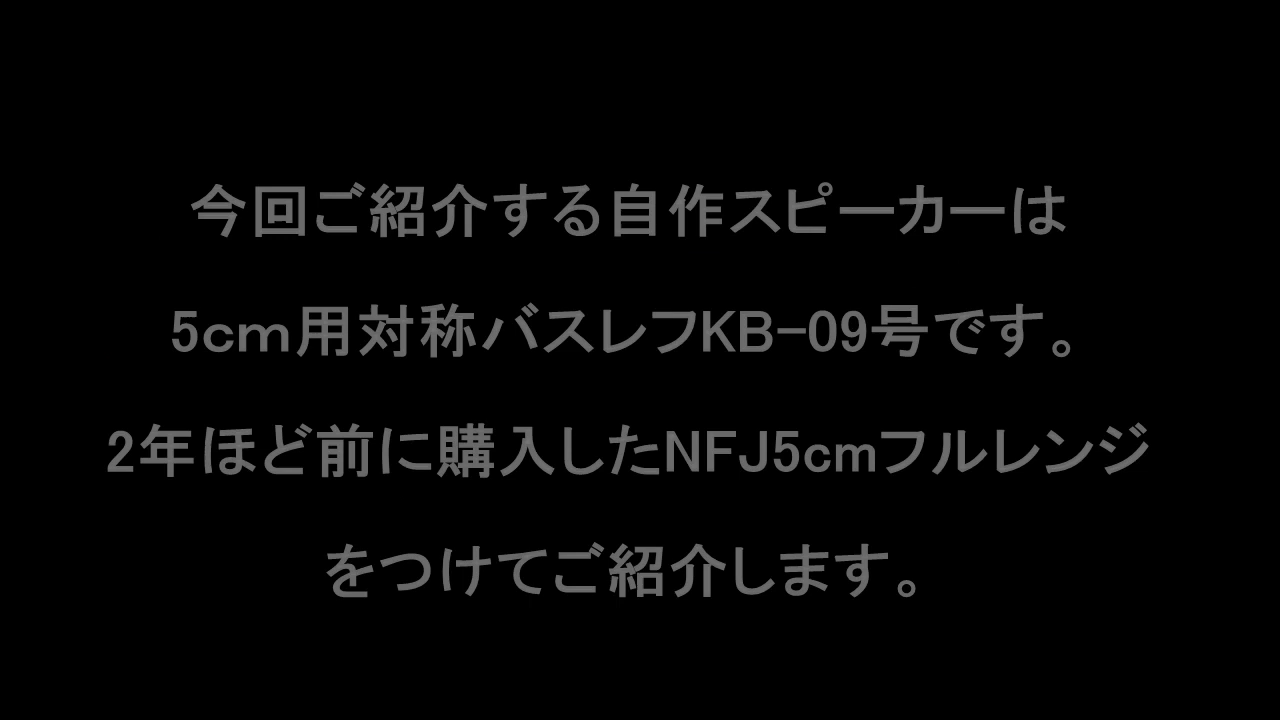 今回ご紹介する自作スピーカーは
5cm用対称バスレフKB-09号です。
2年ほど前に購入したNFJ5cmフルレンジ
をつけてご紹介します。